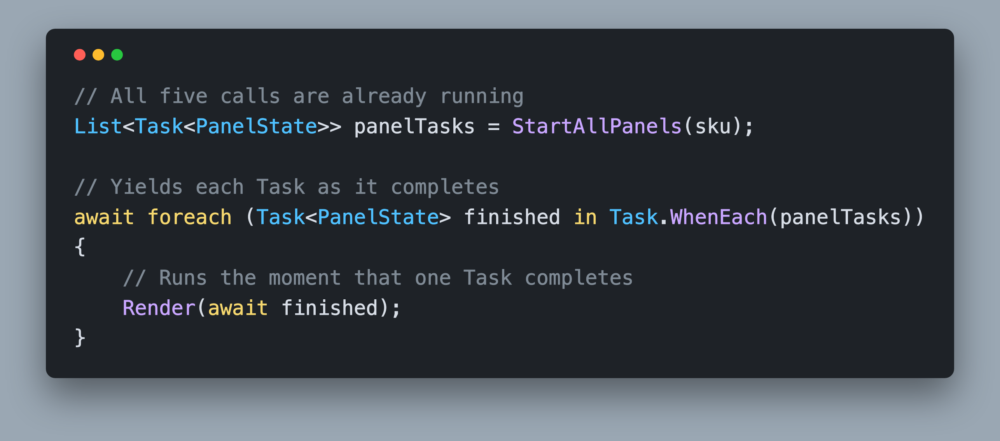 // All five calls are already running
List<Task<PanelState>> panelTasks = StartAllPanels(sku);
// Yields each Task as it completes
await foreach (Task<PanelState> finished in Task.WhenEach(panelTasks))
{
    // Runs the moment that one Task completes
    Render(await finished);
}